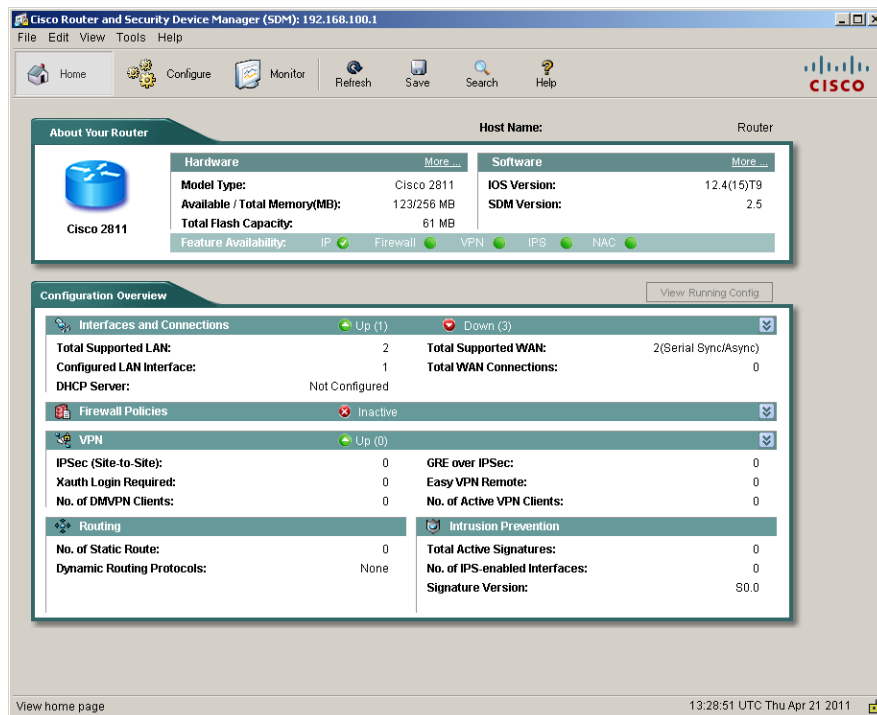 Cisco Router and Security Device Manager (SDM): 192.168.100.1
File Edit View Tools Help
Home Configure Monitor Refresh Save Search Help
CISCO
About Your Router
Host Name: Router
Cisco 2811
Hardware More ...
Model Type: Cisco 2811
Available / Total Memory(MB): 123/256 MB
Total Flash Capacity: 61 MB
Software More ...
IOS Version: 12.4(15)T9
SDM Version: 2.5
Feature Availability: IP Firewall VPN IPS NAC
Configuration Overview
View Running Config
Interfaces and Connections Up (1) Down (3)
Total Supported LAN: 2 Total Supported WAN: 2(Serial Sync/Async)
Configured LAN Interface: 1 Total WAN Connections: 0
DHCP Server: Not Configured
Firewall Policies Inactive
VPN Up (0)
IPSec (Site-to-Site): 0 GRE over IPSec: 0
Xauth Login Required: 0 Easy VPN Remote: 0
No. of DMVPN Clients: 0 No. of Active VPN Clients: 0
Routing
No. of Static Route: 0
Dynamic Routing Protocols: None
Intrusion Prevention
Total Active Signatures: 0
No. of IPS-enabled Interfaces: 0
Signature Version: S0.0
View home page 13:28:51 UTC Thu Apr 21 2011